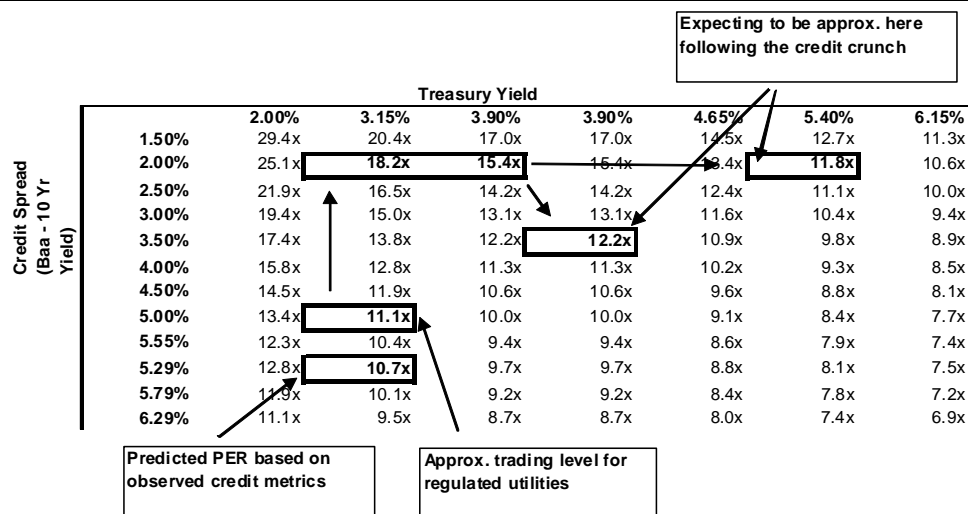 Expecting to be approx. here
following the credit crunch
Treasury Yield
2.00% 3.15% 3.90% 3.90% 4.65% 5.40% 6.15%
Credit Spread
(Baa - 10 Yr
Yield)
1.50% 29.4x 20.4x 17.0x 17.0x 14.5x 12.7x 11.3x
2.00% 25.1x 18.2x 15.4x 15.4x 13.4x 11.8x 10.6x
2.50% 21.9x 16.5x 14.2x 14.2x 12.4x 11.1x 10.0x
3.00% 19.4x 15.0x 13.1x 13.1x 11.6x 10.4x 9.4x
3.50% 17.4x 13.8x 12.2x 12.2x 10.9x 9.8x 8.9x
4.00% 15.8x 12.8x 11.3x 11.3x 10.2x 9.3x 8.5x
4.50% 14.5x 11.9x 10.6x 10.6x 9.6x 8.8x 8.1x
5.00% 13.4x 11.1x 10.0x 10.0x 9.1x 8.4x 7.7x
5.55% 12.3x 10.4x 9.4x 9.4x 8.6x 7.9x 7.4x
5.29% 12.8x 10.7x 9.7x 9.7x 8.8x 8.1x 7.5x
5.79% 11.9x 10.1x 9.2x 9.2x 8.4x 7.8x 7.2x
6.29% 11.1x 9.5x 8.7x 8.7x 8.0x 7.4x 6.9x
Predicted PER based on
observed credit metrics
Approx. trading level for
regulated utilities